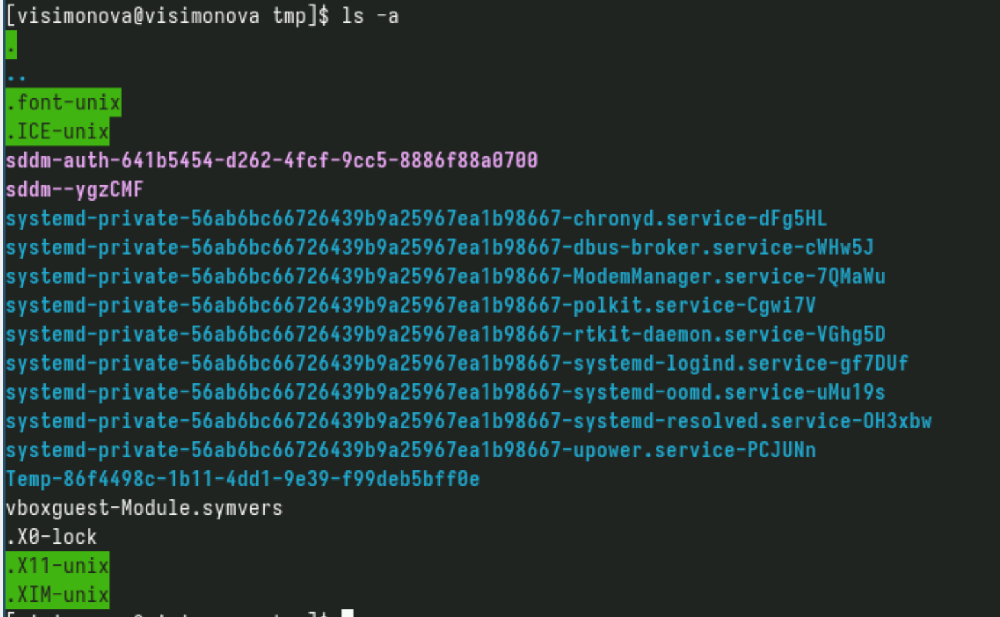 [visimonova@visimonova tmp]$ ls -a
.
..
.font-unix
.ICE-unix
sddm-auth-641b5454-d262-4fcf-9cc5-8886f88a0700
sddm--ygzCMF
systemd-private-56ab6bc66726439b9a25967ea1b98667-chronyd.service-dFg5HL
systemd-private-56ab6bc66726439b9a25967ea1b98667-dbus-broker.service-cWHw5J
systemd-private-56ab6bc66726439b9a25967ea1b98667-ModemManager.service-7QMaWu
systemd-private-56ab6bc66726439b9a25967ea1b98667-polkit.service-Cgwi7V
systemd-private-56ab6bc66726439b9a25967ea1b98667-rtkit-daemon.service-VGhg5D
systemd-private-56ab6bc66726439b9a25967ea1b98667-systemd-logind.service-gf7DUf
systemd-private-56ab6bc66726439b9a25967ea1b98667-systemd-oomd.service-uMu19s
systemd-private-56ab6bc66726439b9a25967ea1b98667-systemd-resolved.service-OH3xbw
systemd-private-56ab6bc66726439b9a25967ea1b98667-upower.service-PCJUNn
Temp-86f4498c-1b11-4dd1-9e39-f99deb5bff0e
vboxguest-Module.symvers
.X0-lock
.X11-unix
.XIM-unix